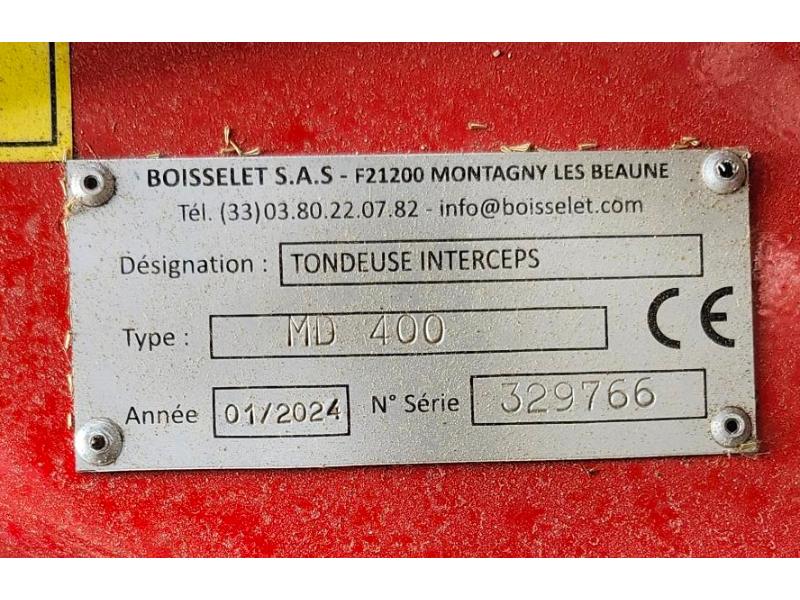 BOISSELET S.A.S - F21200 MONTAGNY LES BEAUNE
Tél. (33)03.80.22.07.82 - info@boisselet.com
Désignation : TONDEUSE INTERCEPS
Type : MD 400 CE
Année 01/2024 N° Série 329766